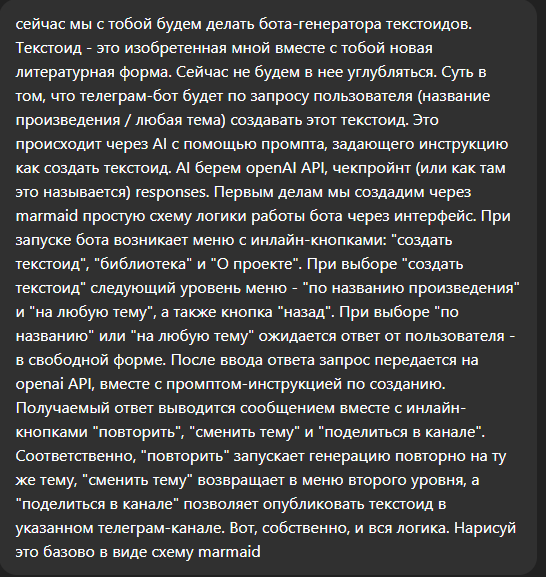 сейчас мы с тобой будем делать бота-генератора текстоидов.
Текстоид - это изобретенная мной вместе с тобой новая
литературная форма. Сейчас не будем в нее углубляться. Суть в
том, что телеграм-бот будет по запросу пользователя (название
произведения / любая тема) создавать этот текстоид. Это
происходит через AI с помощью промпта, задающего инструкцию
как создать текстоид. AI берем openAI API, чекпройнт (или как там
это называется) responses. Первым делам мы создадим через
marmaid простую схему логики работы бота через интерфейс. При
запуске бота возникает меню с инлайн-кнопками: "создать
текстоид", "библиотека" и "О проекте". При выборе "создать
текстоид" следующий уровень меню - "по названию произведения"
и "на любую тему", а также кнопка "назад". При выборе "по
названию" или "на любую тему" ожидается ответ от пользователя -
в свободной форме. После ввода ответа запрос передается на
openai API, вместе с промптом-инструкцией по созданию.
Получаемый ответ выводится сообщением вместе с инлайн-
кнопками "повторить", "сменить тему" и "поделиться в канале".
Соответственно, "повторить" запускает генерацию повторно на ту
же тему, "сменить тему" возвращает в меню второго уровня, а
"поделиться в канале" позволяет опубликовать текстоид в
указанном телеграм-канале. Вот, собственно, и вся логика. Нарисуй
это базово в виде схему marmaid